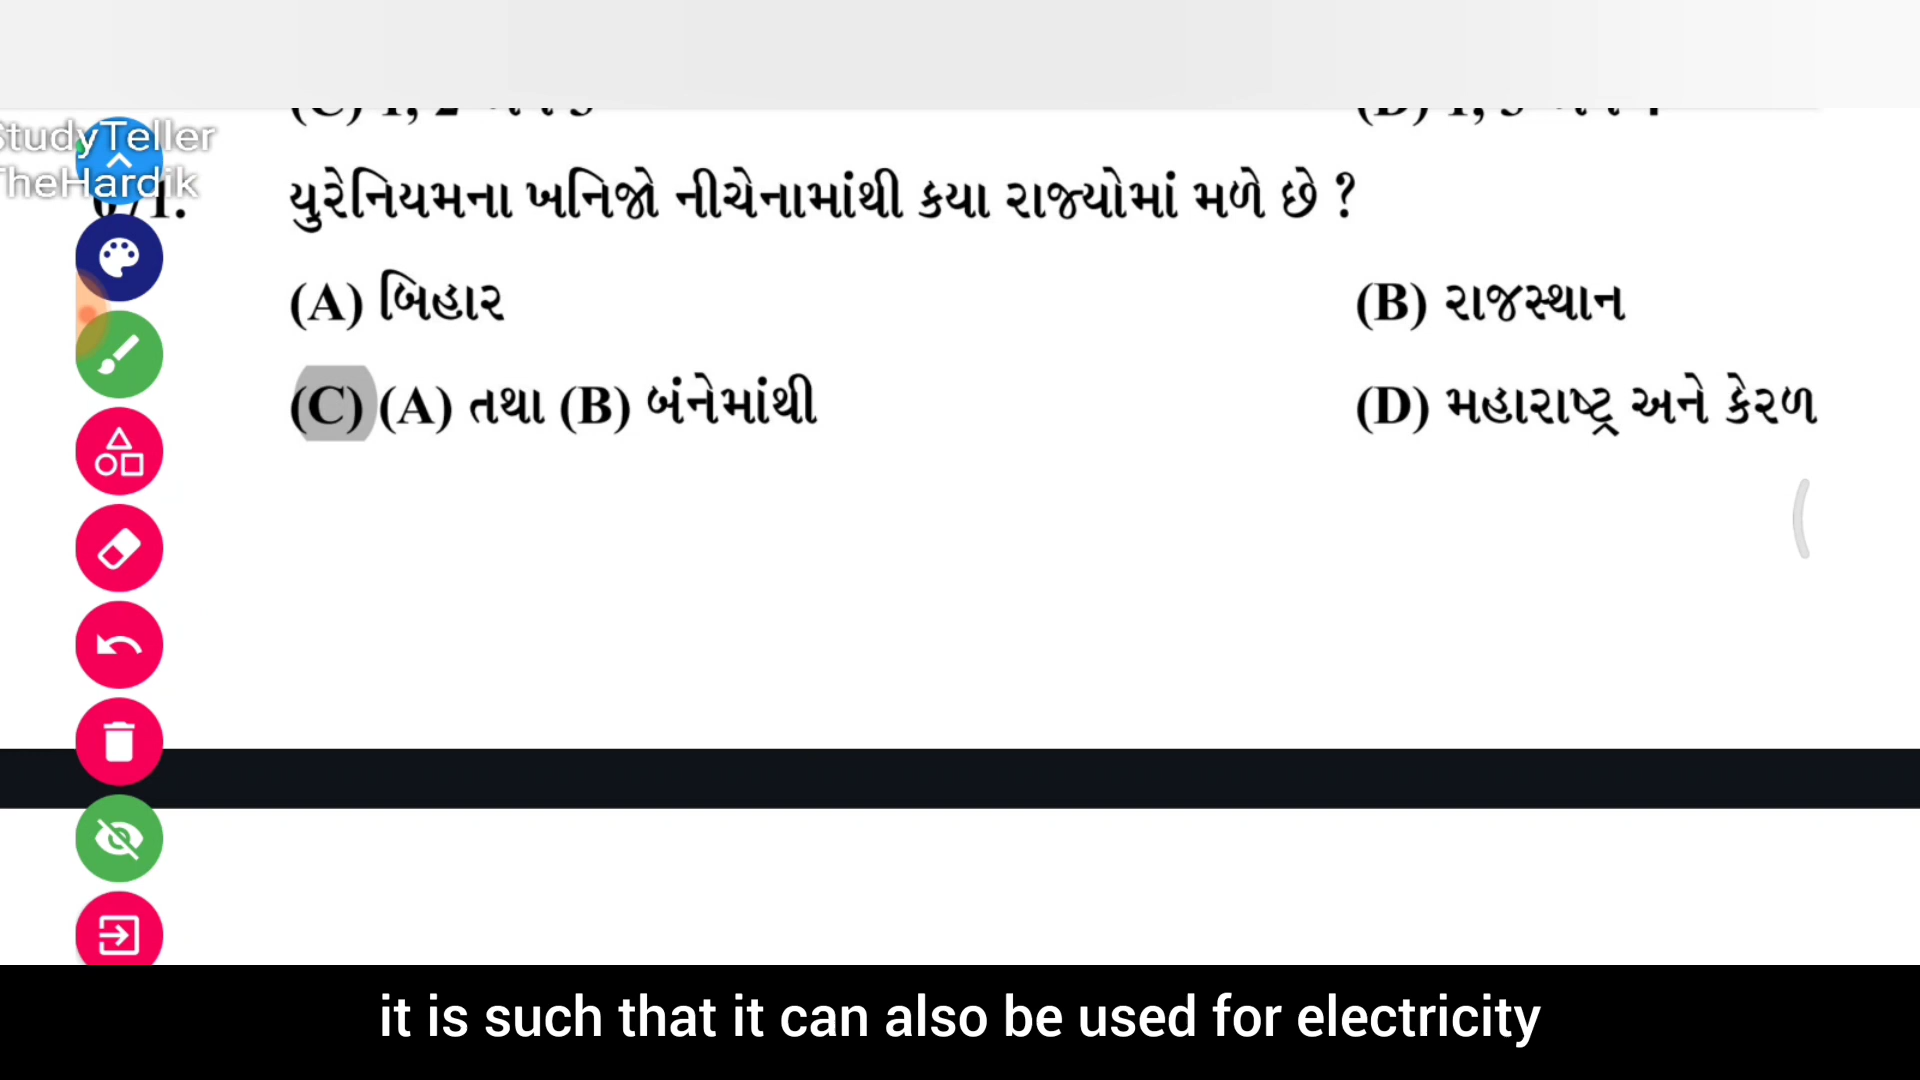 StudyTeller
TheHardik
યુરેનિયમના ખનિજો નીચેનામાંથી કયા રાજ્યોમાં મળે છે ?
(A) બિહાર
(B) રાજસ્થાન
(C) (A) તથા (B) બંનેમાંથી
(D) મહારાષ્ટ્ર અને કેરળ
it is such that it can also be used for electricity